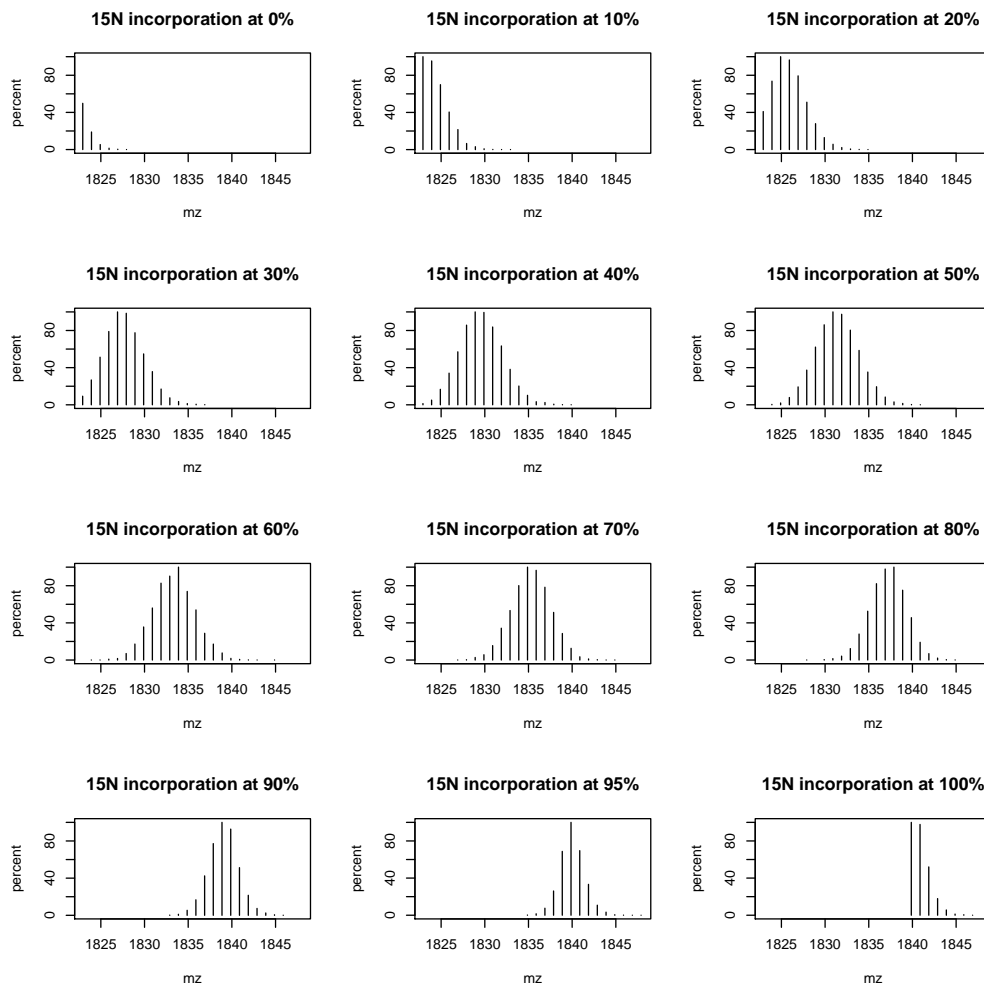 15N incorporation at 0%
percent
0 40 80
1825 1830 1835 1840 1845
mz
15N incorporation at 10%
percent
0 40 80
1825 1830 1835 1840 1845
mz
15N incorporation at 20%
percent
0 40 80
1825 1830 1835 1840 1845
mz
15N incorporation at 30%
percent
0 40 80
1825 1830 1835 1840 1845
mz
15N incorporation at 40%
percent
0 40 80
1825 1830 1835 1840 1845
mz
15N incorporation at 50%
percent
0 40 80
1825 1830 1835 1840 1845
mz
15N incorporation at 60%
percent
0 40 80
1825 1830 1835 1840 1845
mz
15N incorporation at 70%
percent
0 40 80
1825 1830 1835 1840 1845
mz
15N incorporation at 80%
percent
0 40 80
1825 1830 1835 1840 1845
mz
15N incorporation at 90%
percent
0 40 80
1825 1830 1835 1840 1845
mz
15N incorporation at 95%
percent
0 40 80
1825 1830 1835 1840 1845
mz
15N incorporation at 100%
percent
0 40 80
1825 1830 1835 1840 1845
mz